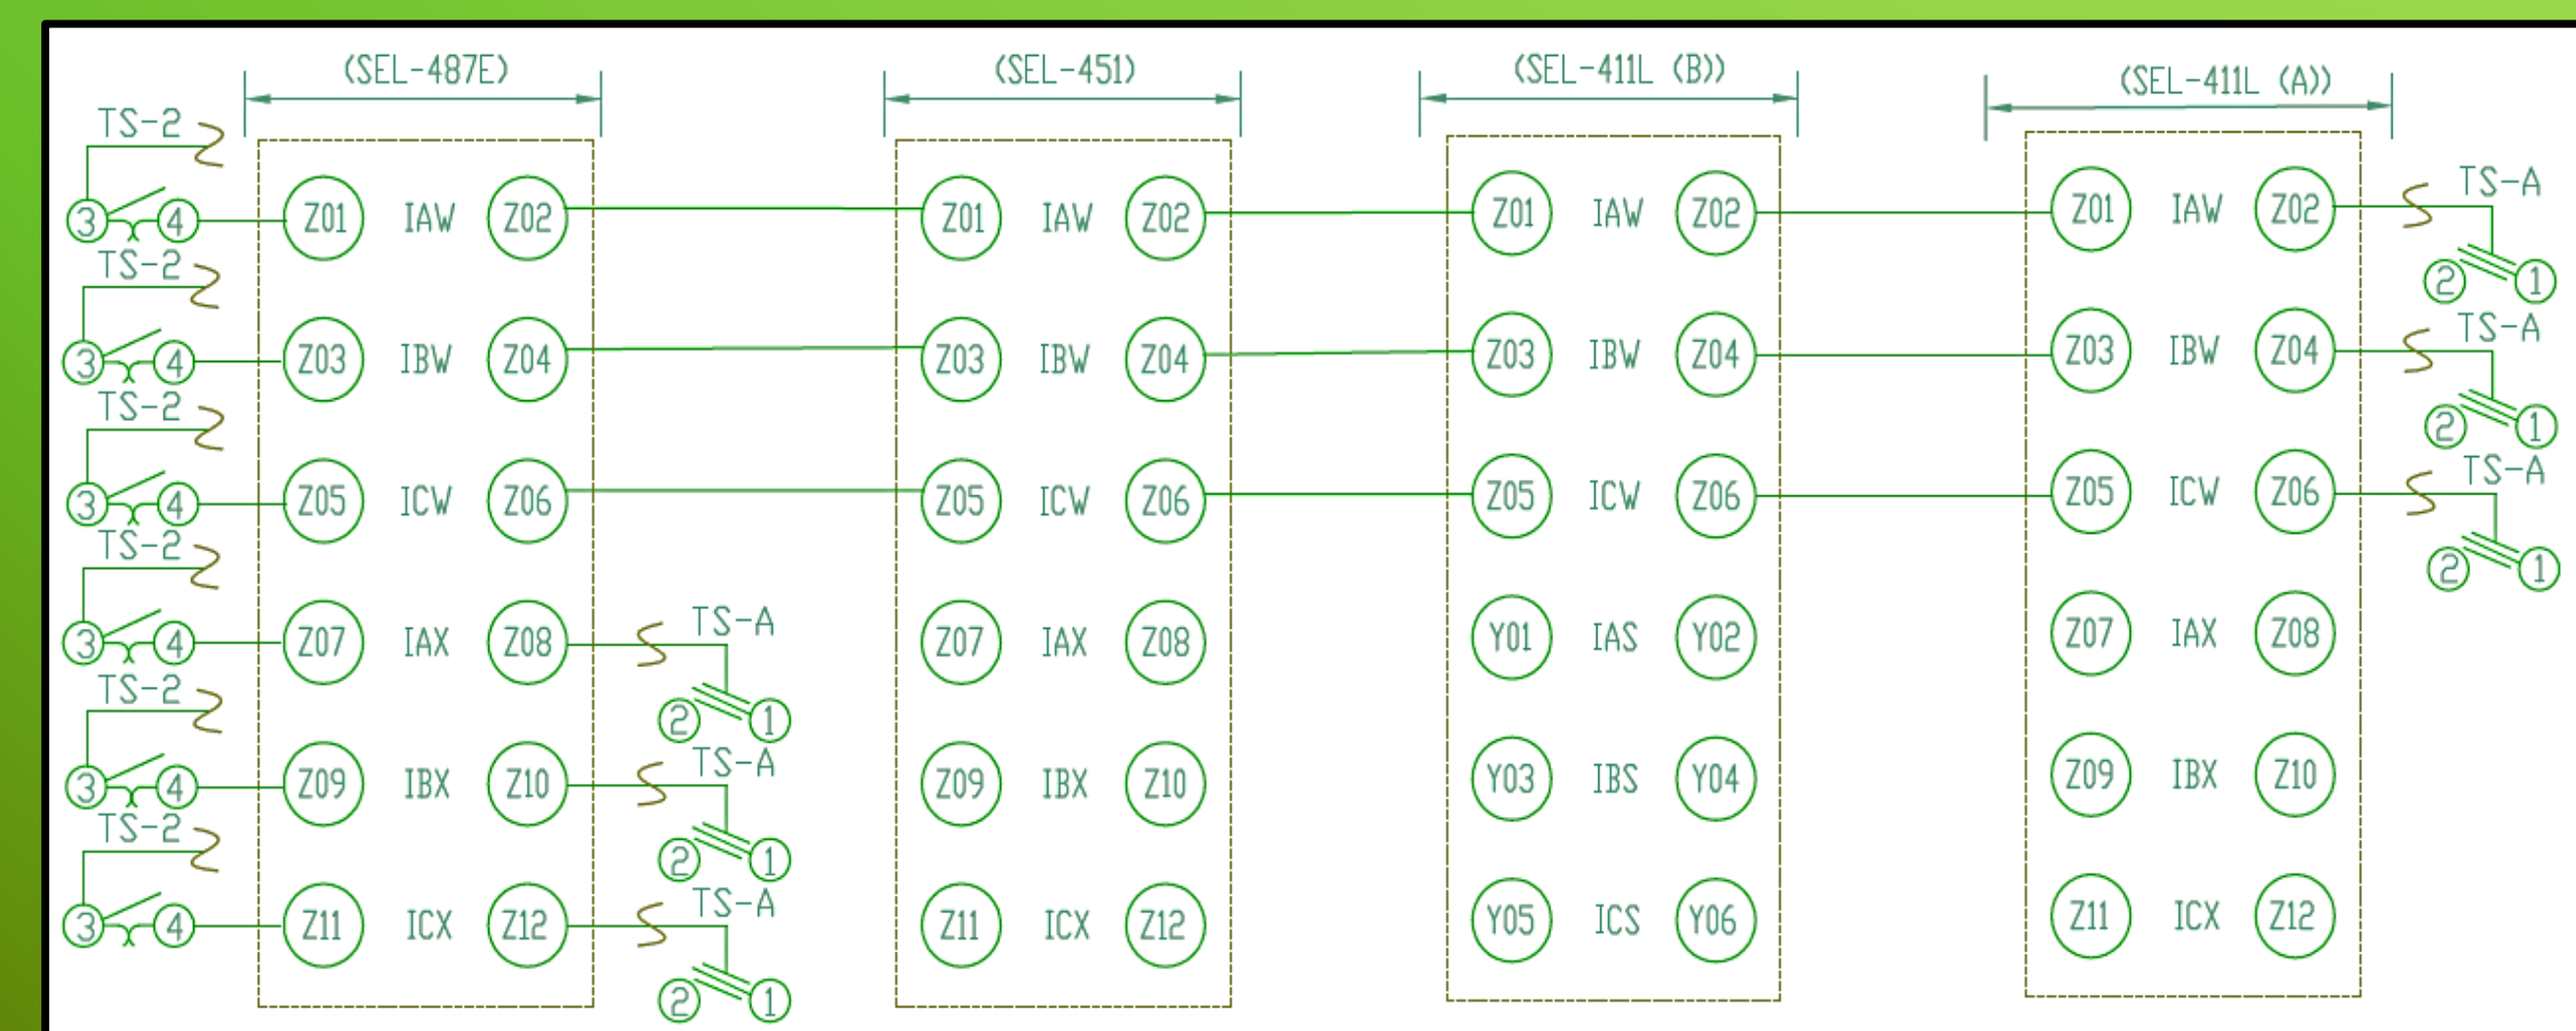 (SEL-487E) (SEL-451) (SEL-411L (B)) (SEL-411L (A))
TS-2
3 4 Z01 IAW Z02 Z01 IAW Z02 Z01 IAW Z02 Z01 IAW Z02 TS-A
2 1
TS-2
3 4 Z03 IBW Z04 Z03 IBW Z04 Z03 IBW Z04 Z03 IBW Z04 TS-A
2 1
TS-2
3 4 Z05 ICW Z06 Z05 ICW Z06 Z05 ICW Z06 Z05 ICW Z06 TS-A
2 1
TS-2
3 4 Z07 IAX Z08 TS-A Z07 IAX Z08 Y01 IAS Y02 Z07 IAX Z08
2 1
TS-2
3 4 Z09 IBX Z10 TS-A Z09 IBX Z10 Y03 IBS Y04 Z09 IBX Z10
2 1
TS-2
3 4 Z11 ICX Z12 TS-A Z11 ICX Z12 Y05 ICS Y06 Z11 ICX Z12
2 1